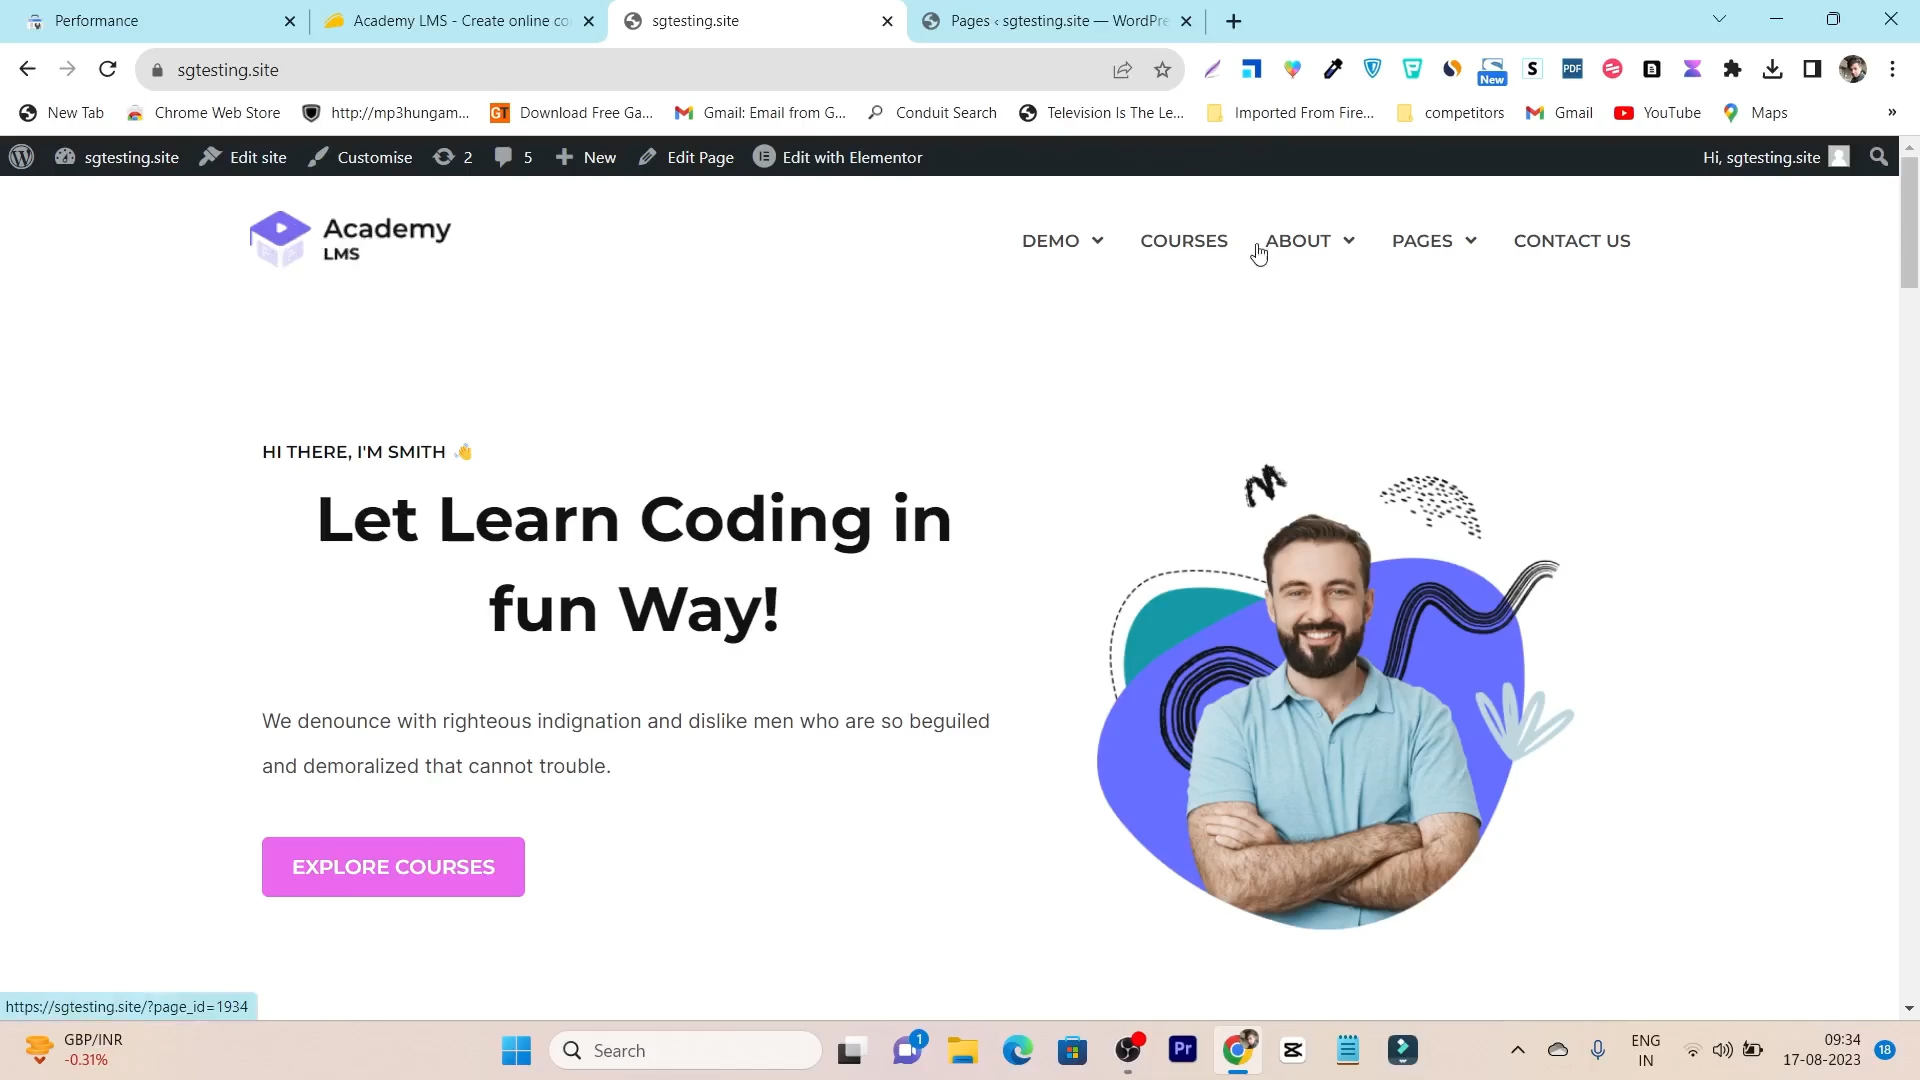 Performance
Academy LMS - Create online co
sgtesting.site
Pages ‹ sgtesting.site — WordPre
sgtesting.site
New
S
PDF
New Tab
Chrome Web Store
http://mp3hungam...
GT
Download Free Ga...
Gmail: Email from G...
Conduit Search
Television Is The Le...
Imported From Fire...
competitors
Gmail
YouTube
Maps
»
sgtesting.site
Edit site
Customise
2
5
New
Edit Page
Edit with Elementor
Hi, sgtesting.site
Academy
LMS
DEMO
COURSES
ABOUT
PAGES
CONTACT US
HI THERE, I'M SMITH 👋
Let Learn Coding in
fun Way!
We denounce with righteous indignation and dislike men who are so beguiled
and demoralized that cannot trouble.
EXPLORE COURSES
https://sgtesting.site/?page_id=1934
GBP/INR
-0.31%
Search
1
Pr
ENG
IN
09:34
17-08-2023
18